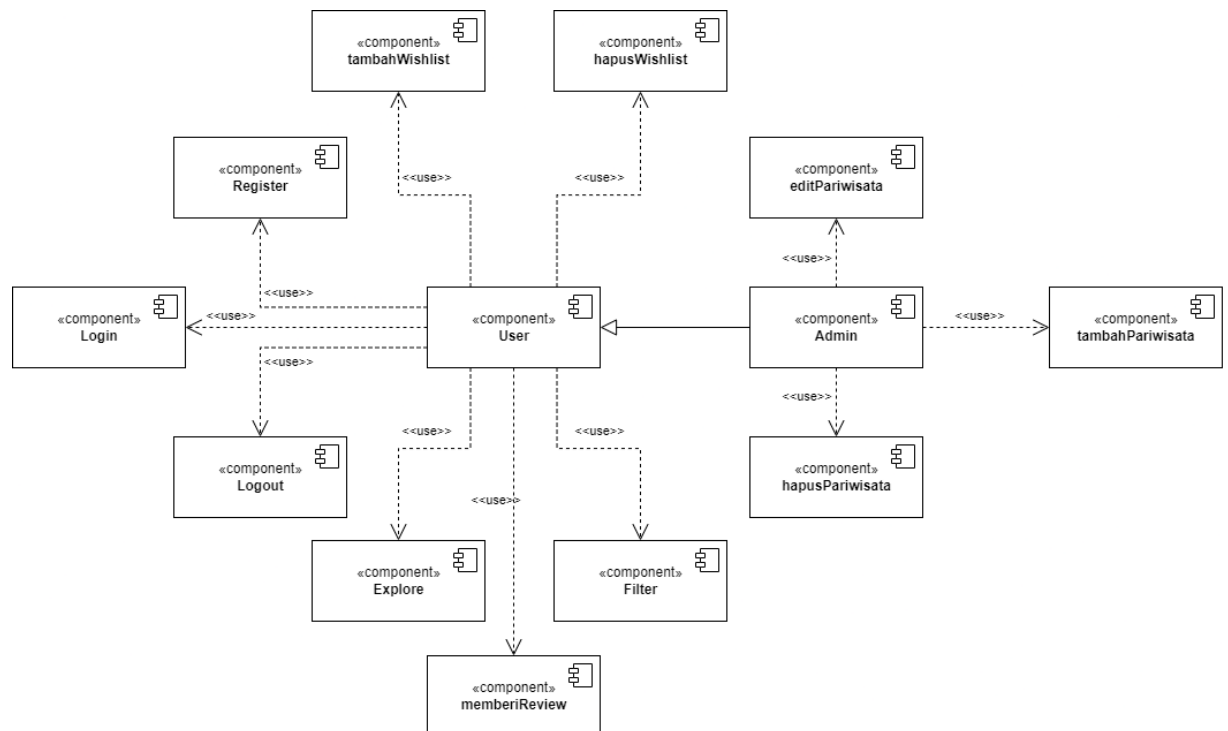 «component»
tambahWishlist
«component»
hapusWishlist
«component»
Register
<<use>>
<<use>>
«component»
editPariwisata
<<use>>
<<use>>
«component»
Login
<<use>>
«component»
User
«component»
Admin
<<use>>
«component»
tambahPariwisata
<<use>>
<<use>>
<<use>>
<<use>>
«component»
Logout
«component»
hapusPariwisata
<<use>>
«component»
Explore
«component»
Filter
«component»
memberiReview